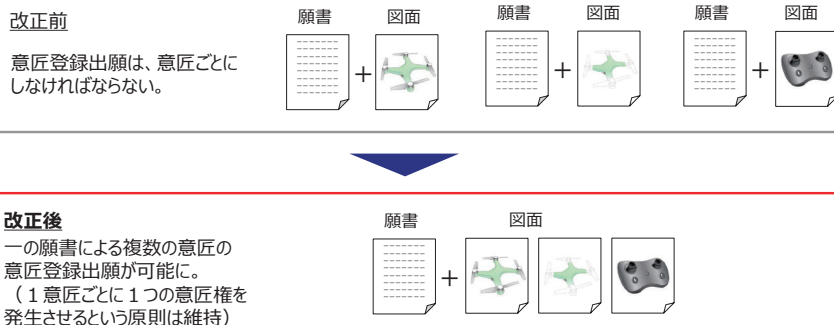 改正前
願書 図面 願書 図面 願書 図面
意匠登録出願は、意匠ごとに
しなければならない。
+ + +
改正後
願書 図面
一の願書による複数の意匠の
意匠登録出願が可能に。
（１意匠ごとに１つの意匠権を
発生させるという原則は維持）
+